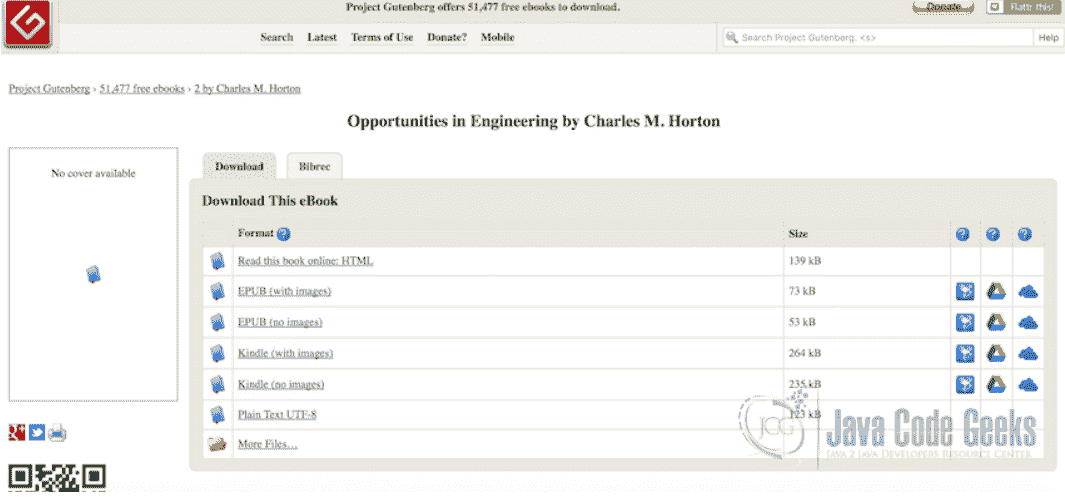 Project Gutenberg offers 51,477 free ebooks to download.
Donate
Flattr this!
Search Latest Terms of Use Donate? Mobile
Search Project Gutenberg. <s>
Help
Project Gutenberg › 51,477 free ebooks › 2 by Charles M. Horton
Opportunities in Engineering by Charles M. Horton
No cover available
Download Bibrec
Download This eBook
Format ? Size ? ? ?
Read this book online: HTML 139 kB
EPUB (with images) 73 kB
EPUB (no images) 53 kB
Kindle (with images) 264 kB
Kindle (no images) 235 kB
Plain Text UTF-8 123 kB
More Files…
JCG
Java Code Geeks
JAVA 2 JAVA DEVELOPERS RESOURCE CENTER